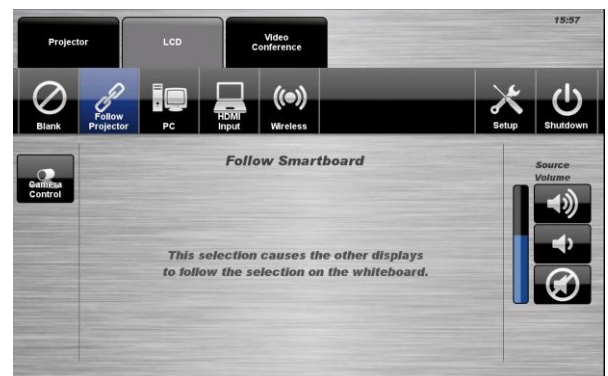 15:57
Projector
LCD
Video
Conference
Blank
Follow
Projector
PC
HDMI
Input
Wireless
Setup
Shutdown
Camera
Control
Follow Smartboard
This selection causes the other displays
to follow the selection on the whiteboard.
Source
Volume